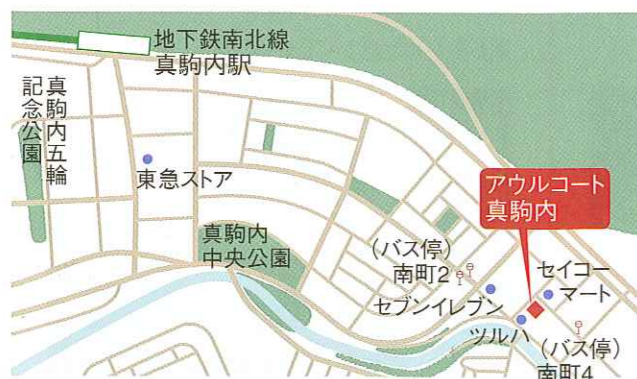 地下鉄南北線
真駒内駅
真駒内五輪
記念公園
東急ストア
アウルコート
真駒内
真駒内
中央公園
(バス停)
南町2
セイコー
マート
セブンイレブン
ツルハ
(バス停)
南町4